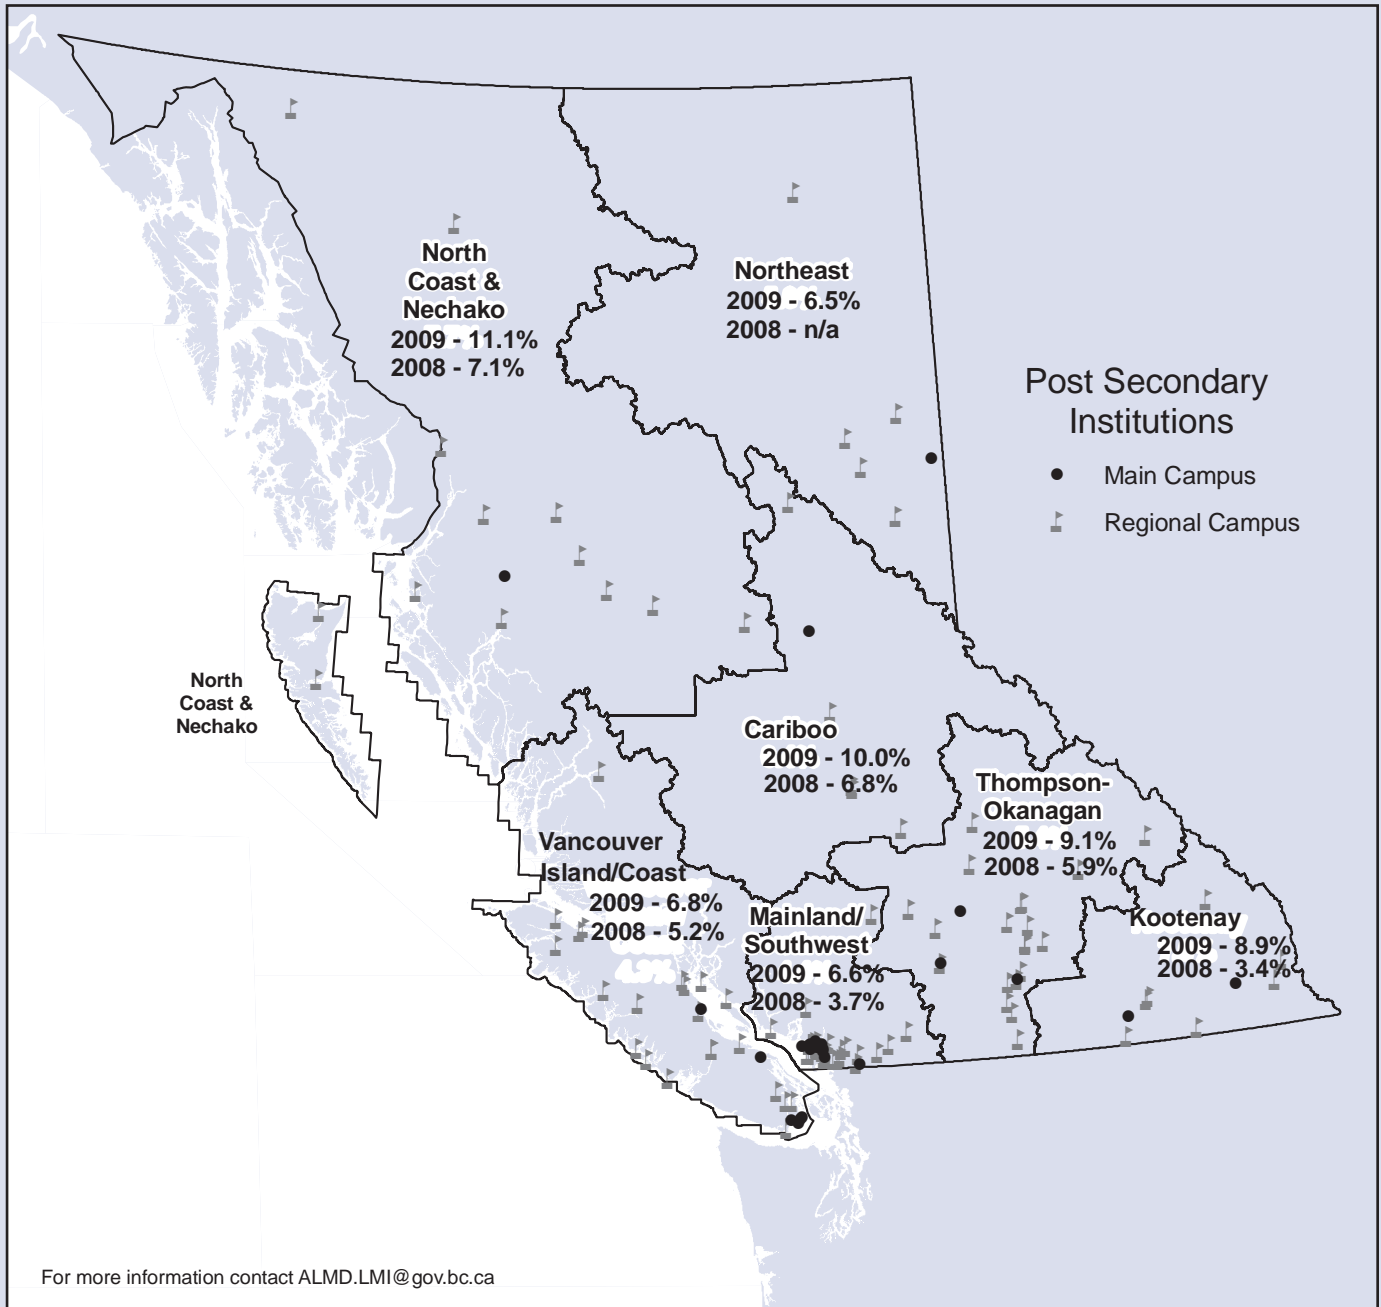 North
Coast &
Nechako
2009 - 11.1%
2008 - 7.1%
Northeast
2009 - 6.5%
2008 - n/a
Post Secondary
Institutions
Main Campus
Regional Campus
North
Coast &
Nechako
Cariboo
2009 - 10.0%
2008 - 6.8%
Thompson-
Okanagan
2009 - 9.1%
2008 - 5.9%
Vancouver
Island/Coast
2009 - 6.8%
2008 - 5.2%
Mainland/
Southwest
2009 - 6.6%
2008 - 3.7%
Kootenay
2009 - 8.9%
2008 - 3.4%
For more information contact ALMD.LMI@gov.bc.ca